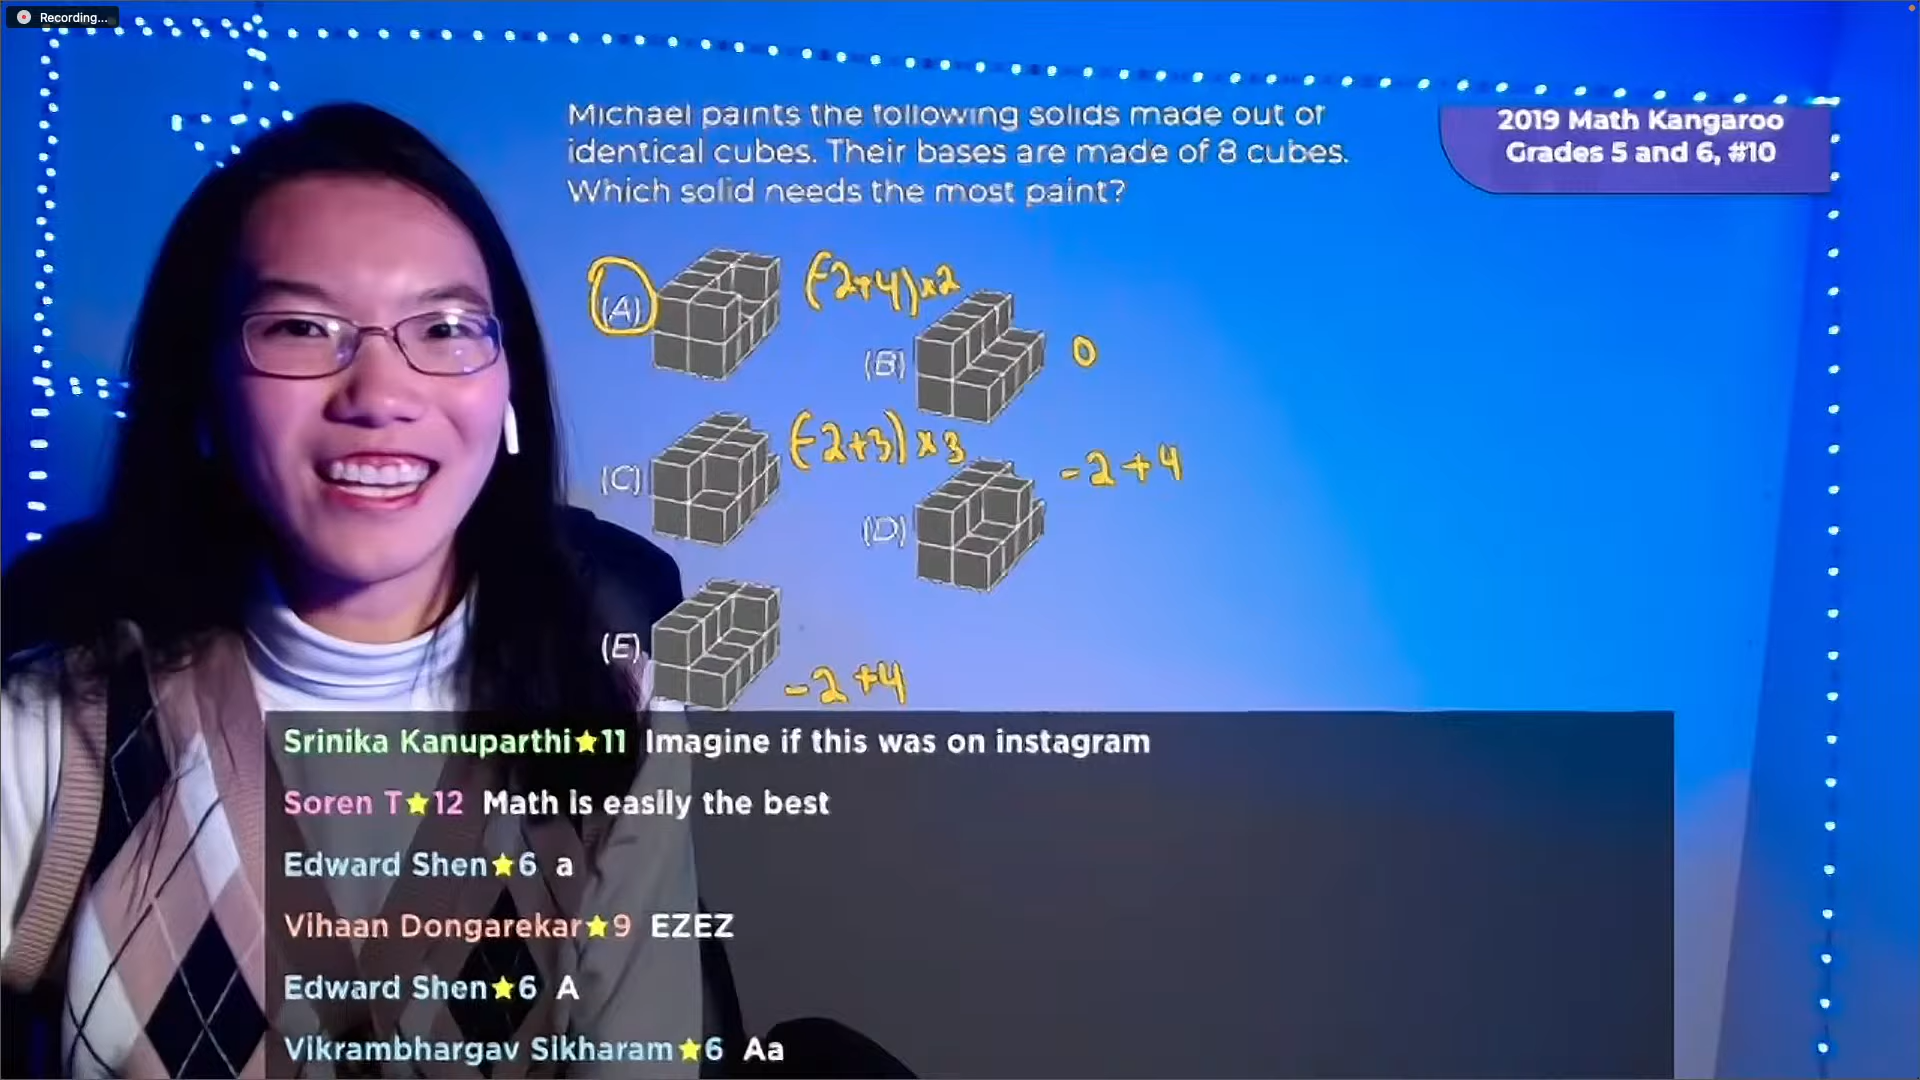 Recording...
Michael paints the following solids made out of
identical cubes. Their bases are made of 8 cubes.
Which solid needs the most paint?
2019 Math Kangaroo
Grades 5 and 6, #10
(A)
(-2+4)×2
(B)
0
(C)
(-2+3)×3
(D)
-2+4
(E)
-2+4
Srinika Kanuparthi★11 Imagine if this was on instagram
Soren T★12 Math is easily the best
Edward Shen★6 a
Vihaan Dongarekar★9 EZEZ
Edward Shen★6 A
Vikrambhargav Sikharam★6 Aa